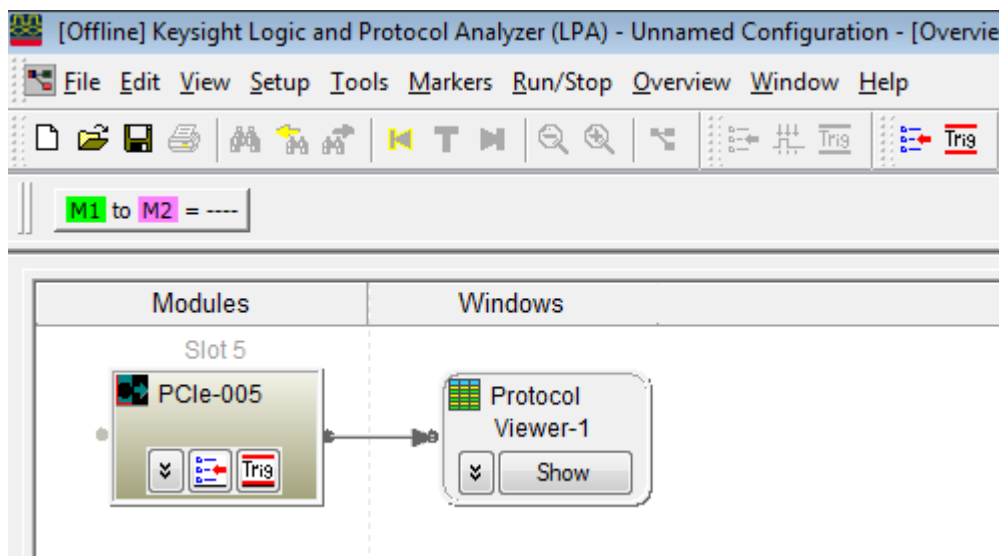 [Offline] Keysight Logic and Protocol Analyzer (LPA) - Unnamed Configuration - [Overvie
File Edit View Setup Tools Markers Run/Stop Overview Window Help
T Trig Trig
M1 to M2 = ----
Modules Windows
Slot 5
PCIe-005
Trig
Protocol
Viewer-1
Show